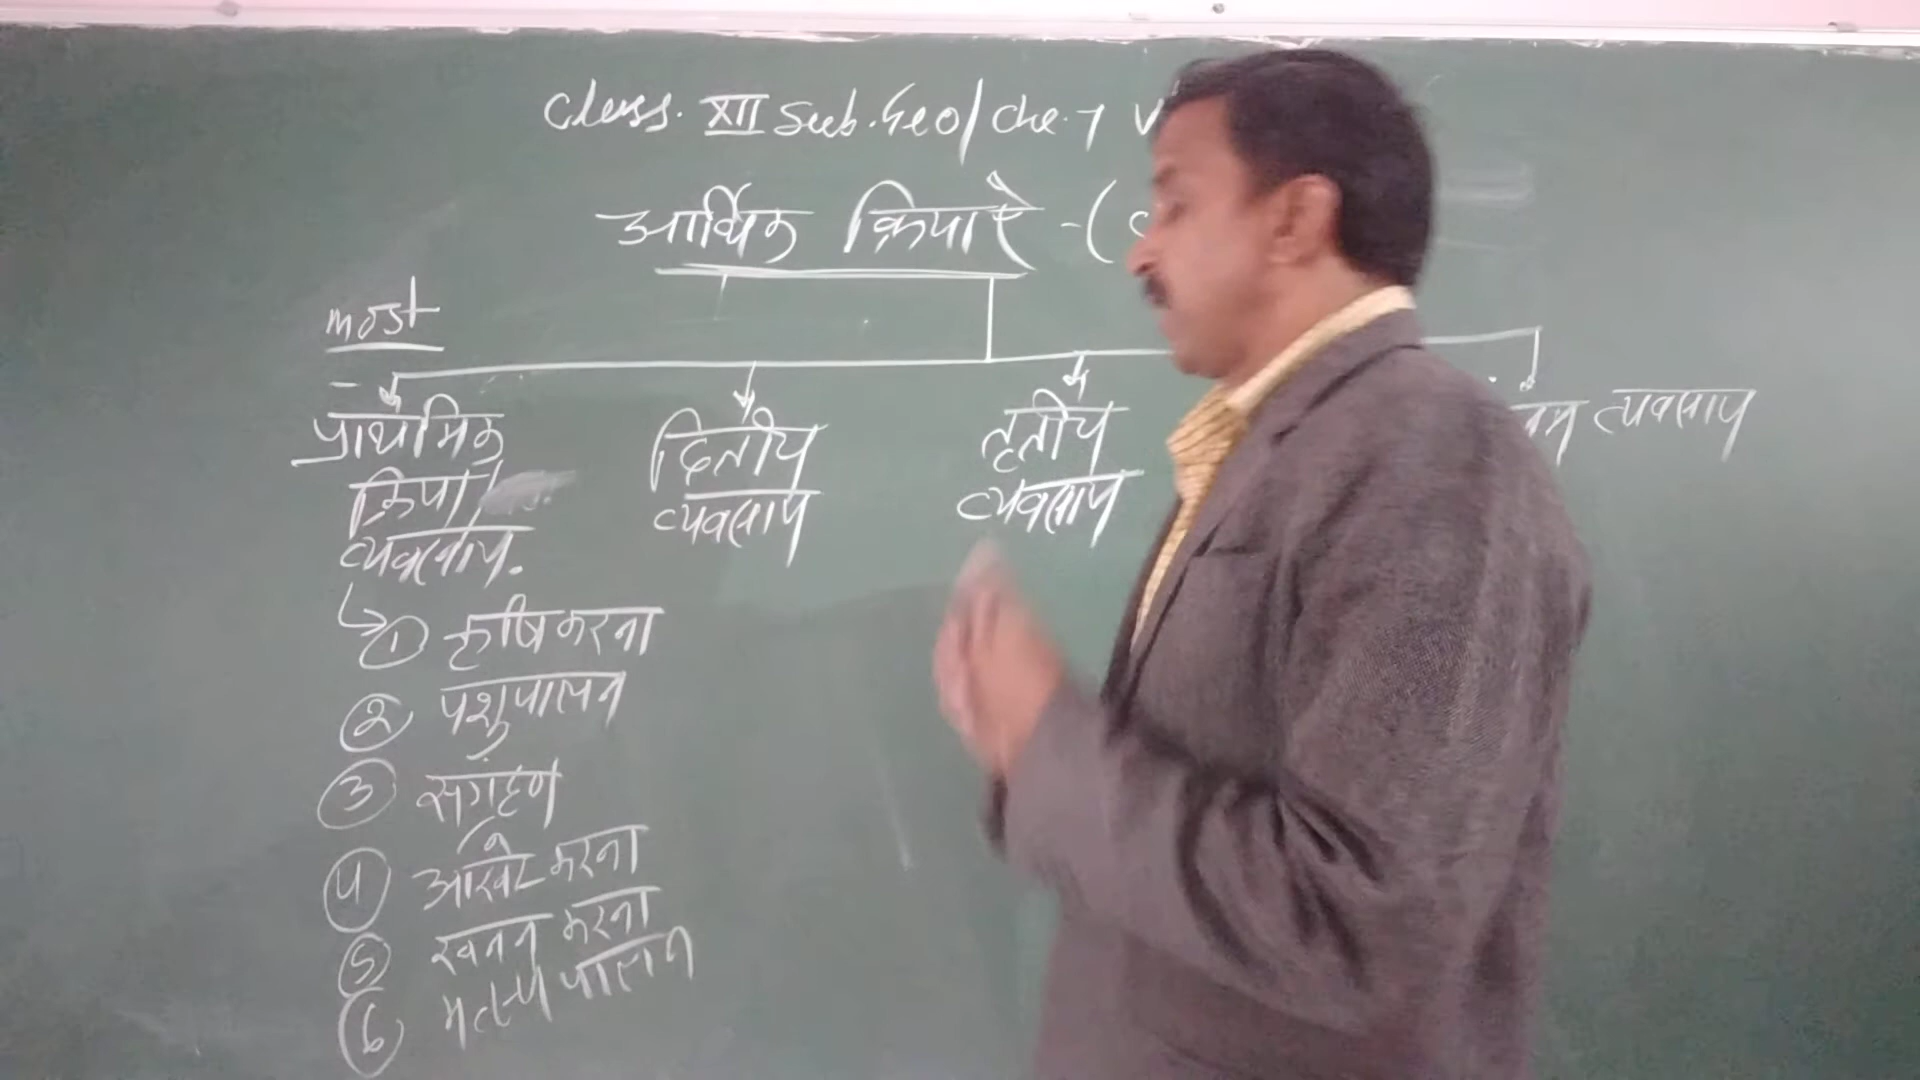 Class. XII Sub. Geo/ Che. 7
आर्थिक क्रियाऐ -(
most
प्राथमिक
क्रिया/
व्यवसाय.
द्वितीय
व्यवसाय
तृतीय
व्यवसाय
व्यवसाय
① कृषि करना
② पशुपालन
③ संग्रहण
④ आखेट करना
⑤ खनन करना
⑥ मत्स्य पालन